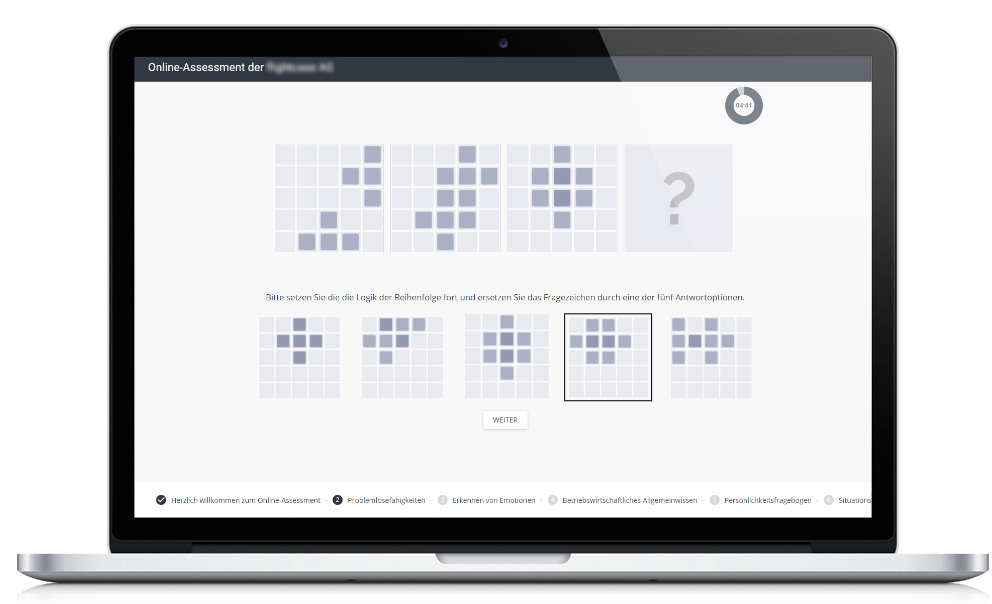 Online-Assessment der
04:41
?
Bitte setzen Sie die die Logik der Reihenfolge fort und ersetzen Sie das Fragezeichen durch eine der fünf Antwortoptionen.
WEITER
Herzlich willkommen zum Online-Assessment - 2 Problemlösefähigkeiten - 3 Erkennen von Emotionen - 4 Betriebswirtschaftliches Allgemeinwissen - 5 Persönlichkeitsfragebogen - 6 Situations